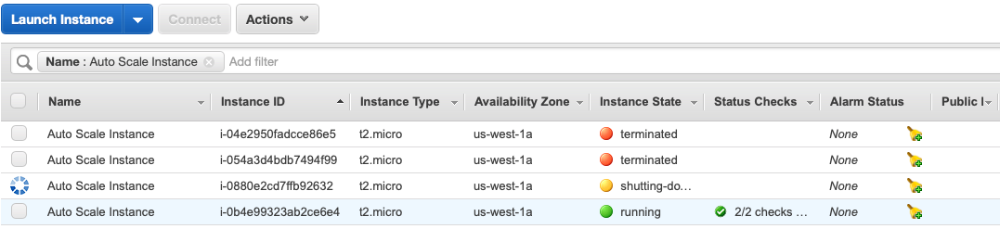 Launch Instance Connect Actions
Name : Auto Scale Instance Add filter
Name Instance ID Instance Type Availability Zone Instance State Status Checks Alarm Status Public I
Auto Scale Instance i-04e2950fadcce86e5 t2.micro us-west-1a terminated None
Auto Scale Instance i-054a3d4bdb7494f99 t2.micro us-west-1a terminated None
Auto Scale Instance i-0880e2cd7ffb92632 t2.micro us-west-1a shutting-do... None
Auto Scale Instance i-0b4e99323ab2ce6e4 t2.micro us-west-1a running 2/2 checks ... None